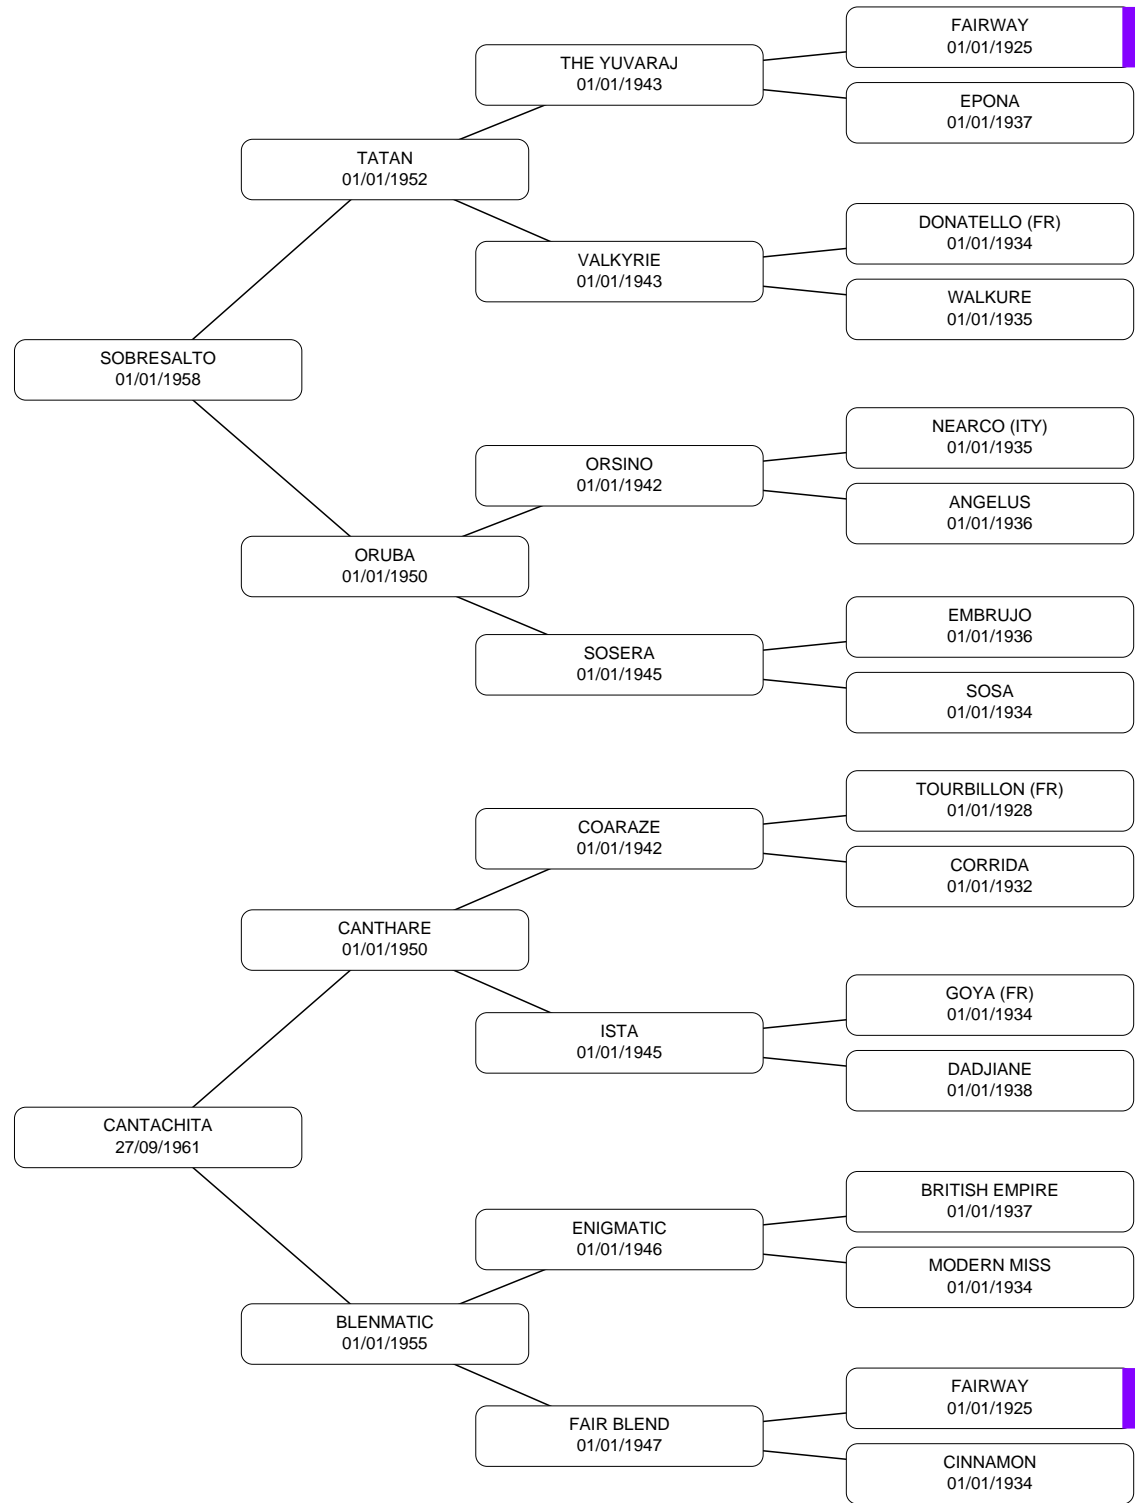 FAIRWAY
01/01/1925
THE YUVARAJ
01/01/1943
EPONA
01/01/1937
TATAN
01/01/1952
DONATELLO (FR)
01/01/1934
VALKYRIE
01/01/1943
WALKURE
01/01/1935
SOBRESALTO
01/01/1958
NEARCO (ITY)
01/01/1935
ORSINO
01/01/1942
ANGELUS
01/01/1936
ORUBA
01/01/1950
EMBRUJO
01/01/1936
SOSERA
01/01/1945
SOSA
01/01/1934
TOURBILLON (FR)
01/01/1928
COARAZE
01/01/1942
CORRIDA
01/01/1932
CANTHARE
01/01/1950
GOYA (FR)
01/01/1934
ISTA
01/01/1945
DADJIANE
01/01/1938
CANTACHITA
27/09/1961
BRITISH EMPIRE
01/01/1937
ENIGMATIC
01/01/1946
MODERN MISS
01/01/1934
BLENMATIC
01/01/1955
FAIRWAY
01/01/1925
FAIR BLEND
01/01/1947
CINNAMON
01/01/1934